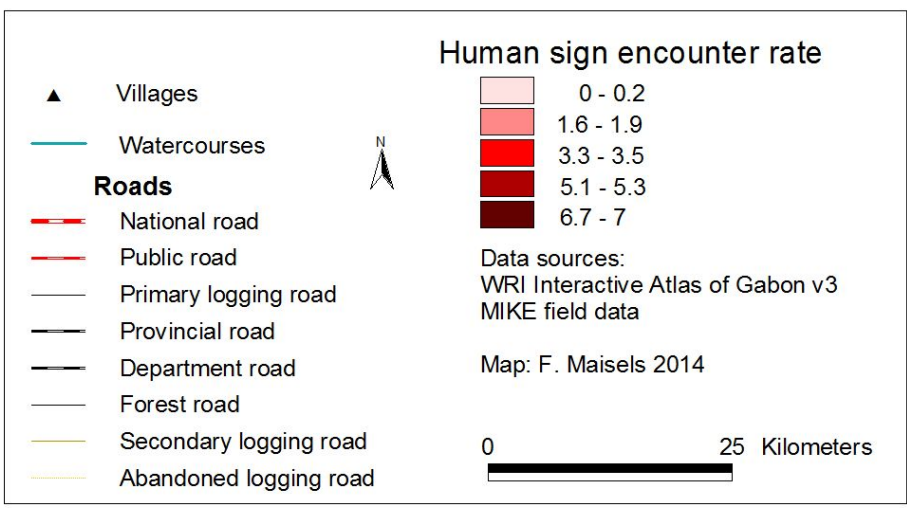 Villages
Watercourses
N
Roads
National road
Public road
Primary logging road
Provincial road
Department road
Forest road
Secondary logging road
Abandoned logging road
Human sign encounter rate
0 - 0.2
1.6 - 1.9
3.3 - 3.5
5.1 - 5.3
6.7 - 7
Data sources:
WRI Interactive Atlas of Gabon v3
MIKE field data
Map: F. Maisels 2014
0 25 Kilometers